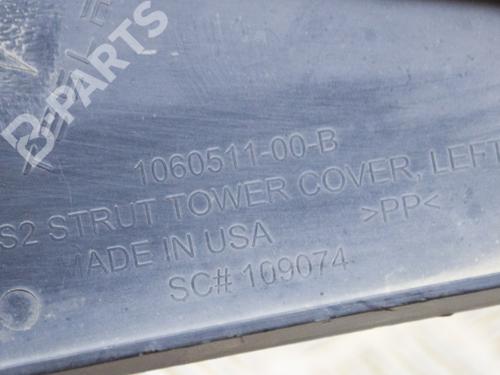 B-PARTS
1060511-00-B
S2 STRUT TOWER COVER, LEFT
MADE IN USA >PP<
SC# 109074